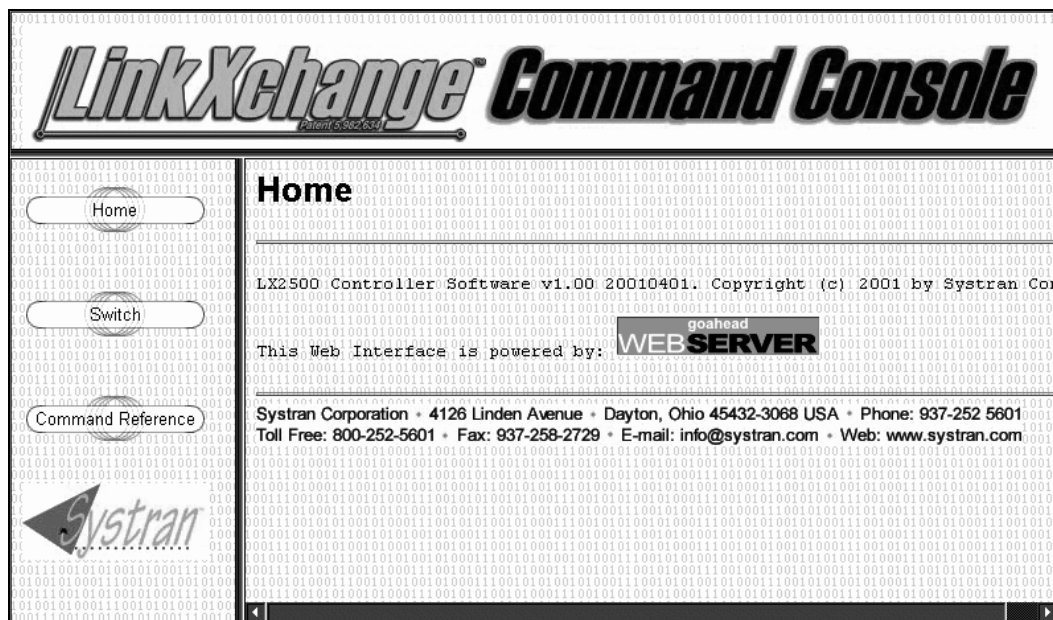 LinkXchange™ Command Console
Patent 5,982,634
Home
Switch
Command Reference
Systran
Home
LX2500 Controller Software v1.00 20010401. Copyright (c) 2001 by Systran Cor
This Web Interface is powered by: goahead WEBSERVER
Systran Corporation • 4126 Linden Avenue • Dayton, Ohio 45432-3068 USA • Phone: 937-252 5601
Toll Free: 800-252-5601 • Fax: 937-258-2729 • E-mail: info@systran.com • Web: www.systran.com